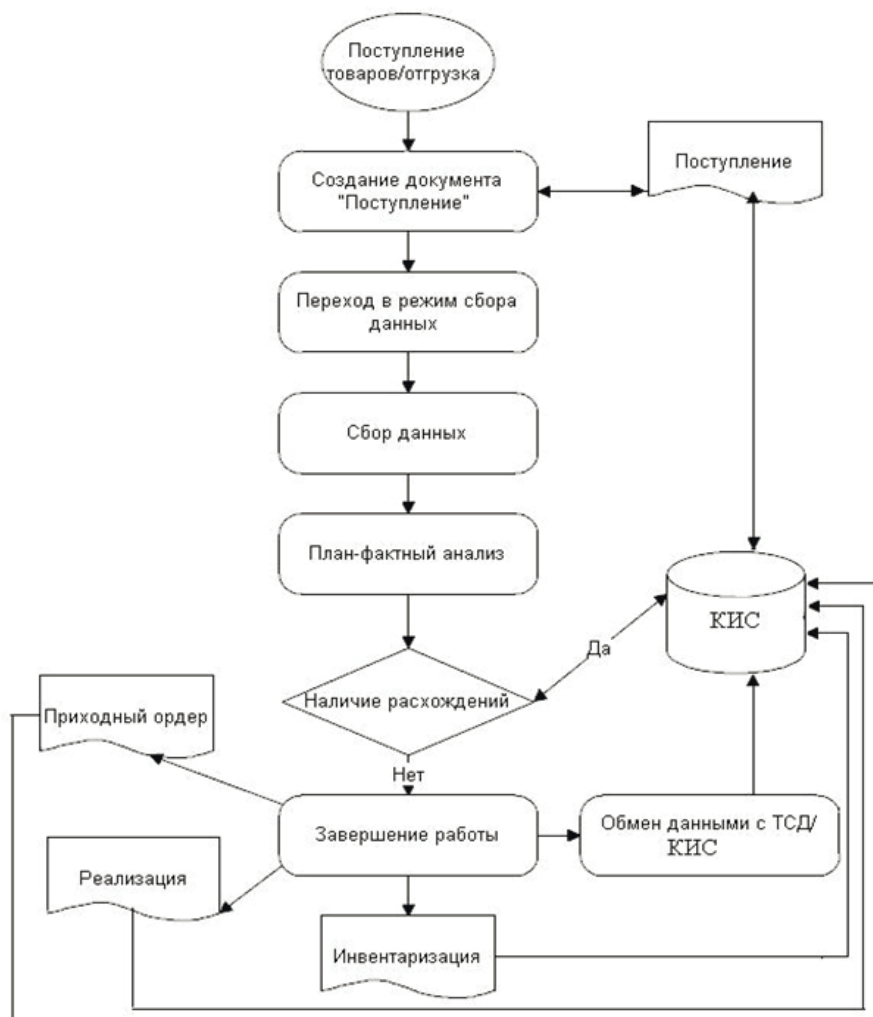 Поступление
товаров/отгрузка
Создание документа
"Поступление"
Поступление
Переход в режим сбора
данных
Сбор данных
План-фактный анализ
КИС
Да
Наличие расхождений
Приходный ордер
Нет
Завершение работы
Обмен данными с ТСД/
КИС
Реализация
Инвентаризация